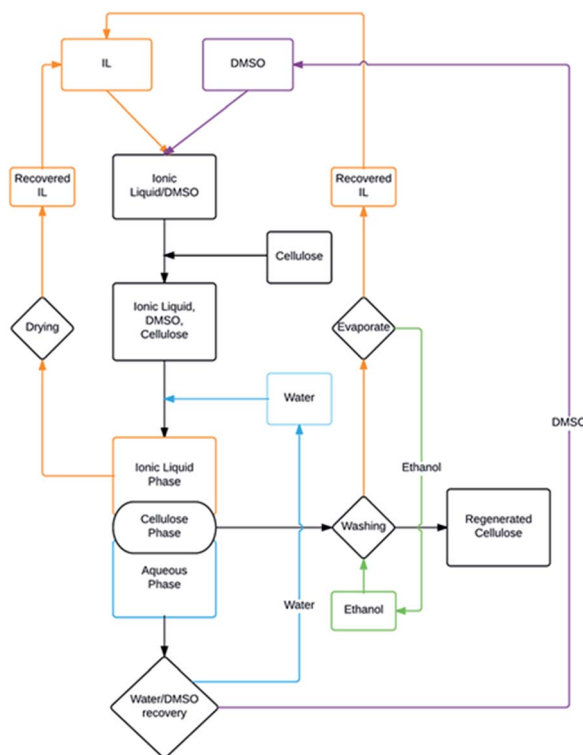 IL
DMSO
Recovered
IL
Ionic
Liquid/DMSO
Recovered
IL
Cellulose
Ionic Liquid,
DMSO,
Cellulose
Drying
Evaporate
Water
DMSO
Ionic Liquid
Phase
Ethanol
Cellulose
Phase
Washing
Regenerated
Cellulose
Aqueous
Phase
Water
Ethanol
Water/DMSO
recovery